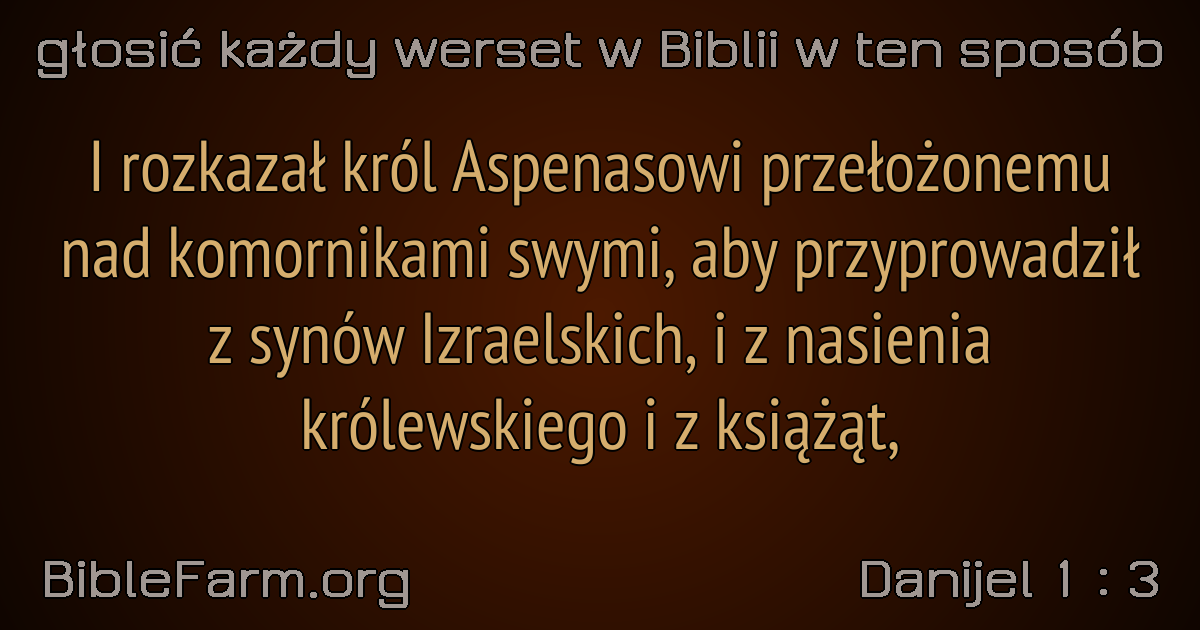 głosić każdy werset w Biblii w ten sposób
I rozkazał król Aspenasowi przełożonemu
nad komornikami swymi, aby przyprowadził
z synów Izraelskich, i z nasienia
królewskiego i z książąt,
BibleFarm.org
Danijel 1 : 3